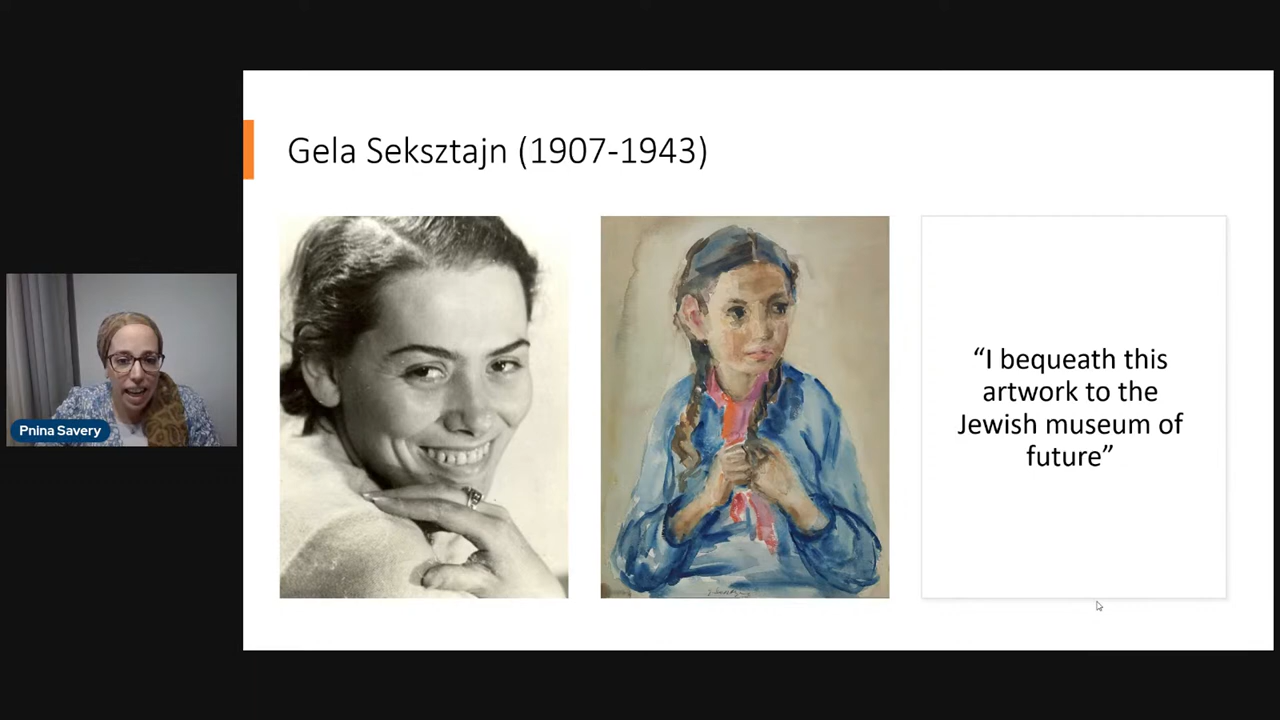 Gela Seksztajn (1907-1943)
“I bequeath this
artwork to the
Jewish museum of
future”
Pnina Savery